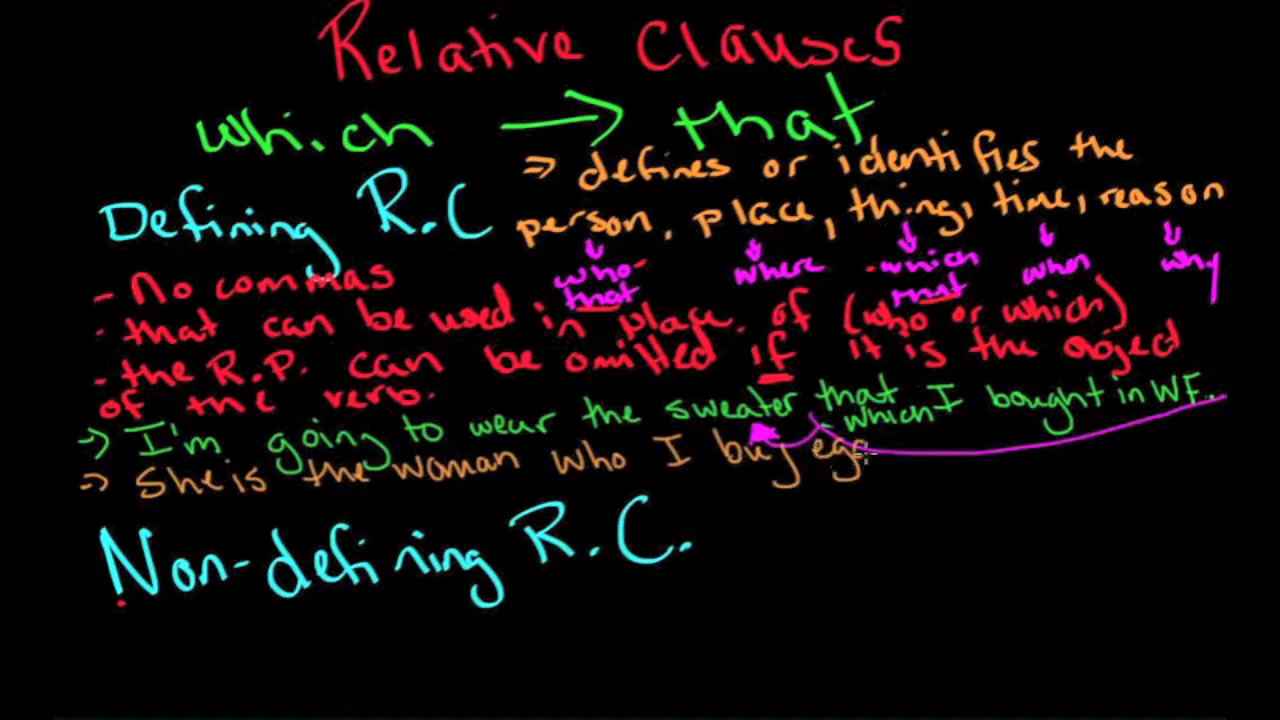 Relative Clauses
which → that
Defining R.C ⇒ defines or identifies the
person, place, thing, time, reason
who where which when why
that that
- No commas
- that can be used in place of (who or which)
- the R.P. can be omitted if it is the object
of the verb.
→ I'm going to wear the sweater that I bought in WF.
which
→ She is the woman who I buy egg
Non-defining R.C.